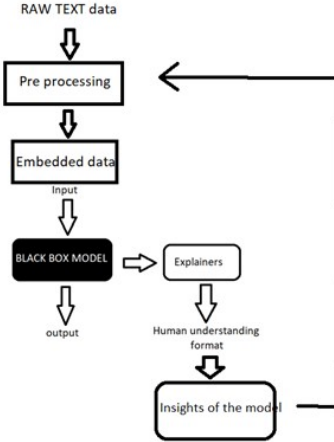 RAW TEXT data
Pre processing
Embedded data
Input
BLACK BOX MODEL
Explainers
output
Human understanding
format
Insights of the model